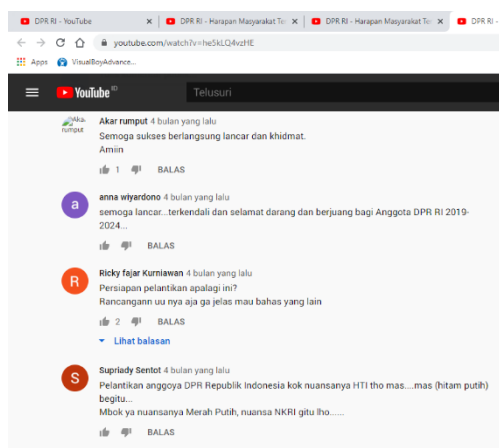 DPR RI - YouTube
DPR RI - Harapan Masyarakat Ter
DPR RI - Harapan Masyarakat Ter
DPR RI -
youtube.com/watch?v=he5kLQ4vzHE
Apps VisualBoyAdvance...
YouTube ID
Telusuri
Akar rumput
Akar rumput 4 bulan yang lalu
Semoga sukses berlangsung lancar dan khidmat.
Amiin
1 BALAS
a
anna wiyardono 4 bulan yang lalu
semoga lancar...terkendali dan selamat darang dan berjuang bagi Anggota DPR RI 2019-
2024...
BALAS
R
Ricky fajar Kurniawan 4 bulan yang lalu
Persiapan pelantikan apalagi ini?
Rancangann uu nya aja ga jelas mau bahas yang lain
2 BALAS
Lihat balasan
S
Supriady Sentot 4 bulan yang lalu
Pelantikan anggoya DPR Republik Indonesia kok nuansanya HTI tho mas....mas (hitam putih)
begitu...
Mbok ya nuansanya Merah Putih, nuansa NKRI gitu lho......
BALAS